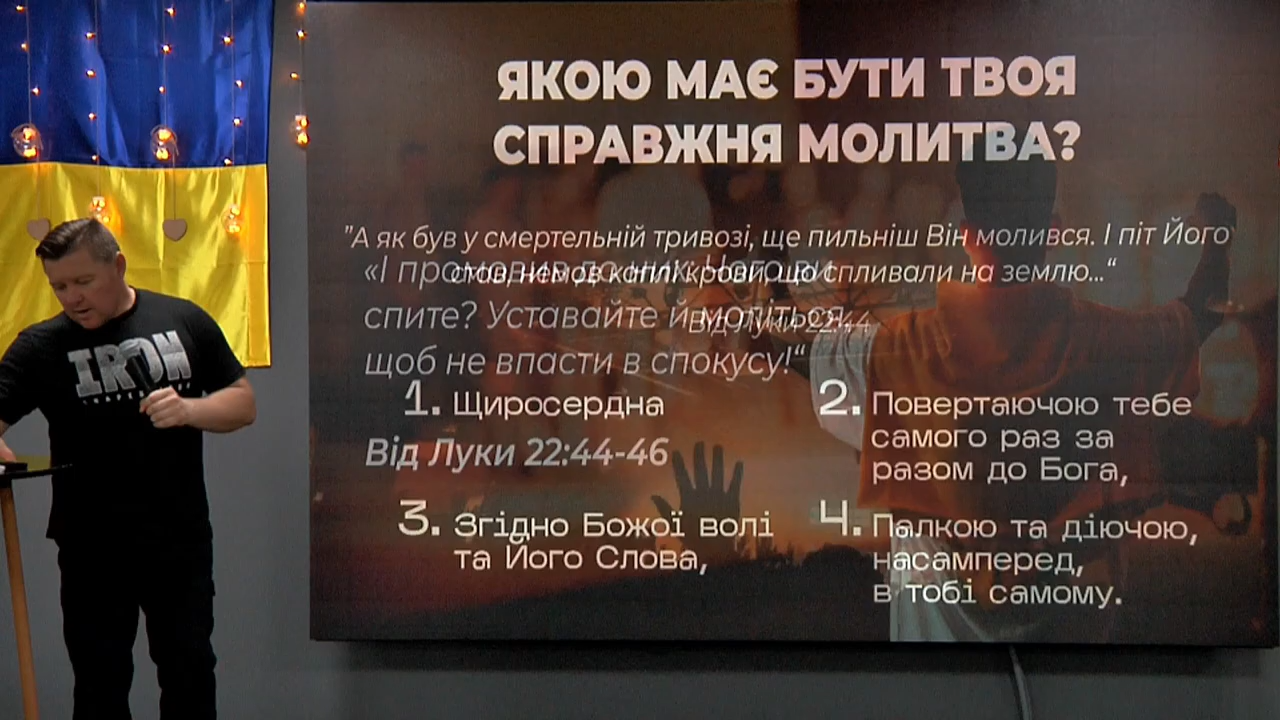 ЯКОЮ МАЄ БУТИ ТВОЯ
СПРАВЖНЯ МОЛИТВА?
"А як був у смертельній тривозі, ще пильніш Він молився. І піт Його
став, немов каплі крови, що спливали на землю..."
Від Луки 22:44
«І промовив до них: Чого ви
спите? Уставайте й моліться,
щоб не впасти в спокусу!"
Від Луки 22:44-46
1. Щиросердна
2. Повертаючою тебе
самого раз за
разом до Бога,
3. Згідно Божої волі
та Його Слова,
4. Палкою та діючою,
насамперед,
в тобі самому.
IRON